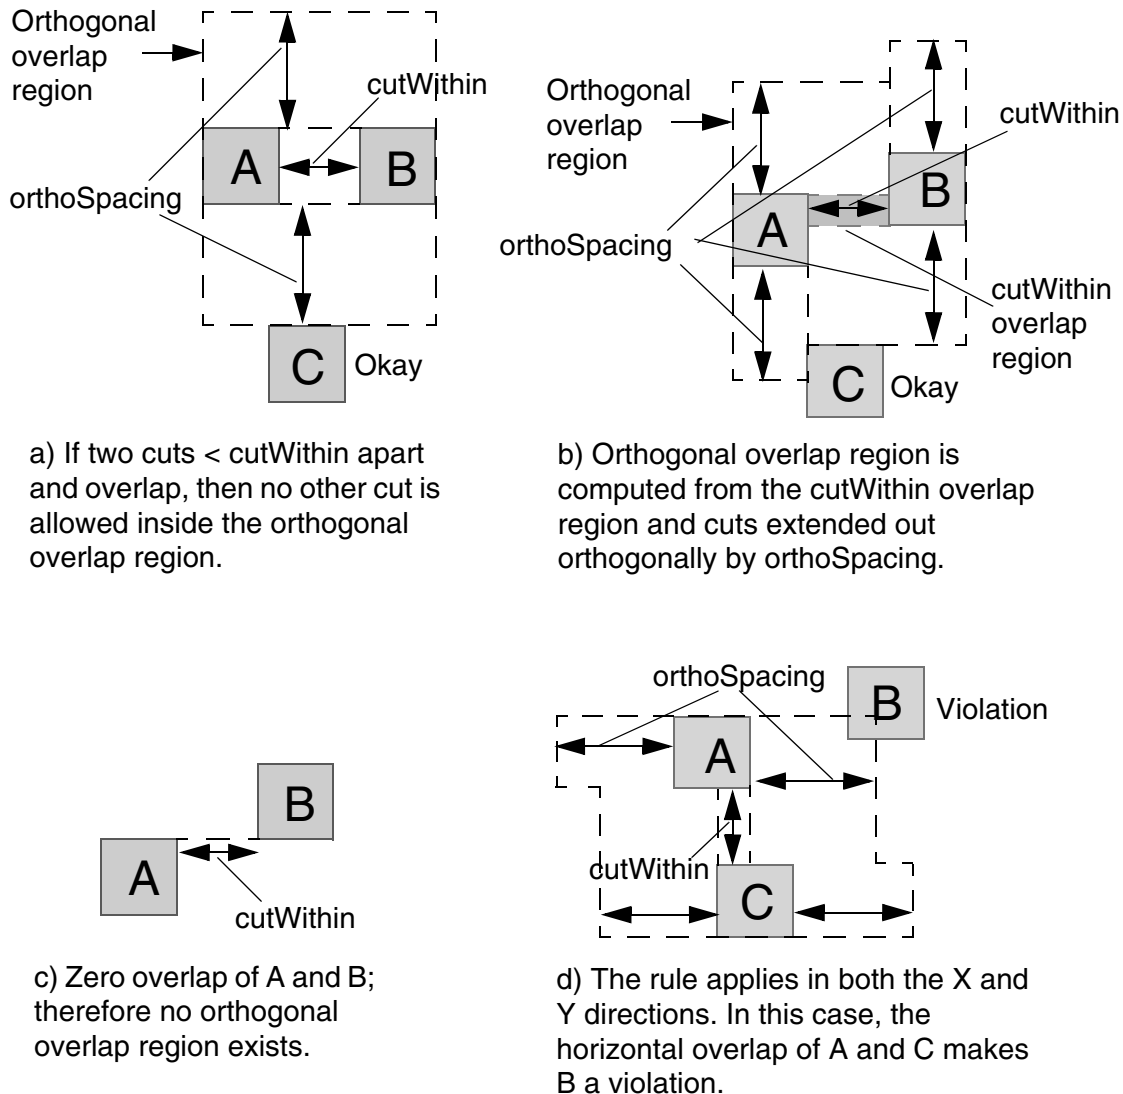 Orthogonal
overlap
region
cutWithin
A
B
orthoSpacing
C
Okay
a) If two cuts < cutWithin apart
and overlap, then no other cut is
allowed inside the orthogonal
overlap region.
Orthogonal
overlap
region
cutWithin
B
A
orthoSpacing
cutWithin
overlap
region
C
Okay
b) Orthogonal overlap region is
computed from the cutWithin overlap
region and cuts extended out
orthogonally by orthoSpacing.
B
A
cutWithin
c) Zero overlap of A and B;
therefore no orthogonal
overlap region exists.
orthoSpacing
B
Violation
A
cutWithin
C
d) The rule applies in both the X and
Y directions. In this case, the
horizontal overlap of A and C makes
B a violation.